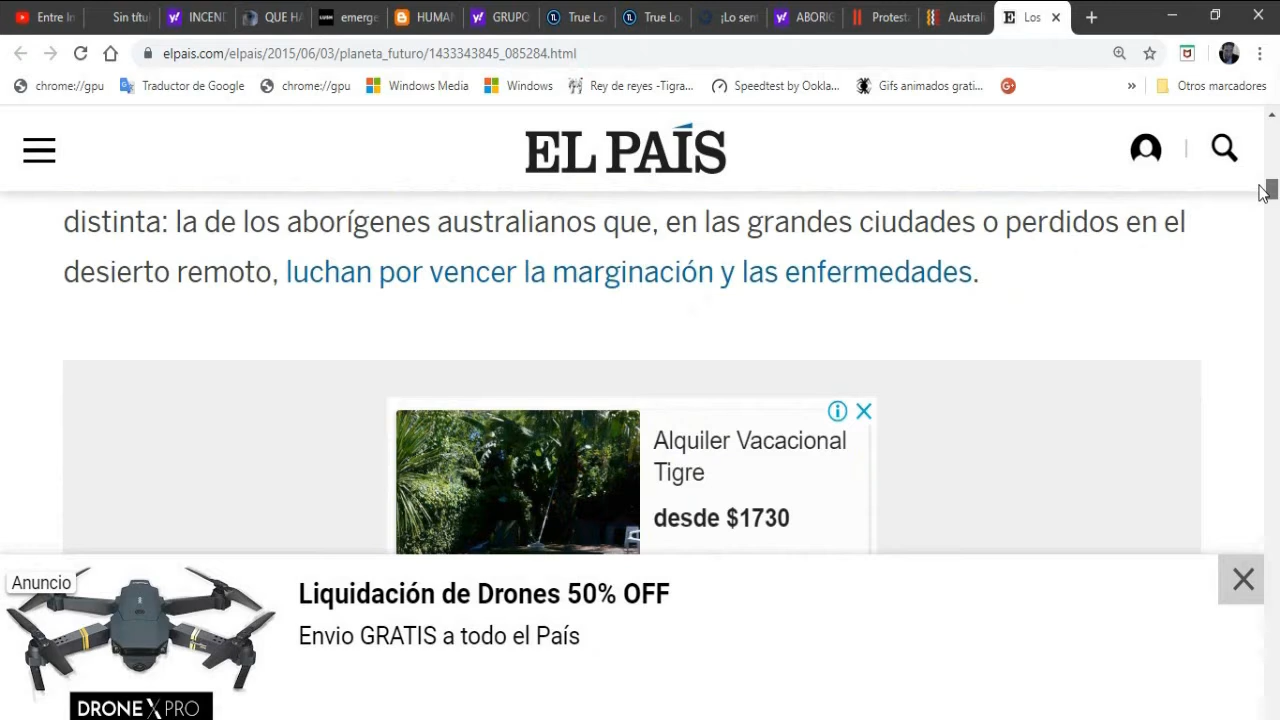 Entre In
Sin títu
INCEND
QUE HA
LUSH
emerge
HUMAN
GRUPO
True Lo
True Lo
¡Lo sen
ABORIG
Protest
Australi
Los
elpais.com/elpais/2015/06/03/planeta_futuro/1433343845_085284.html
chrome://gpu
Traductor de Google
chrome://gpu
Windows Media
Windows
Rey de reyes -Tigra...
Speedtest by Ookla...
Gifs animados grati...
»
Otros marcadores
EL PAÍS
distinta: la de los aborígenes australianos que, en las grandes ciudades o perdidos en el
desierto remoto, luchan por vencer la marginación y las enfermedades.
Alquiler Vacacional
Tigre
desde $1730
Anuncio
Liquidación de Drones 50% OFF
Envio GRATIS a todo el País
DRONE X PRO